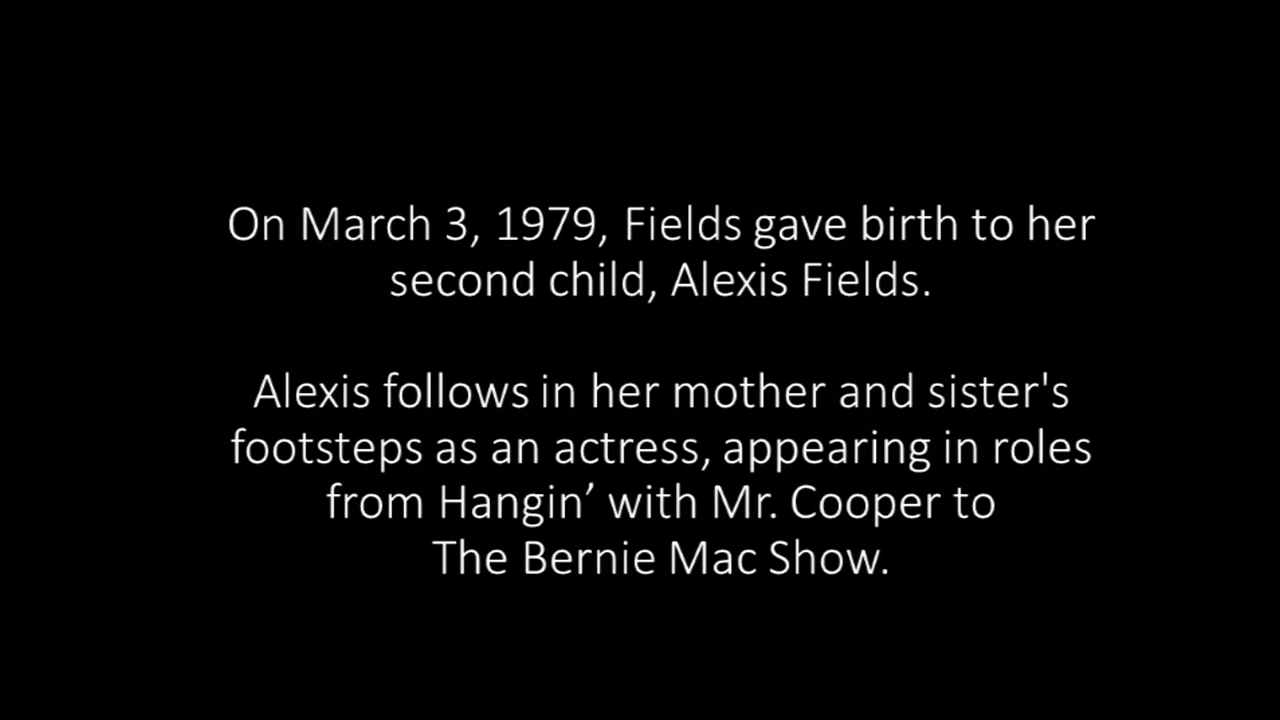 On March 3, 1979, Fields gave birth to her
second child, Alexis Fields.
Alexis follows in her mother and sister's
footsteps as an actress, appearing in roles
from Hangin’ with Mr. Cooper to
The Bernie Mac Show.